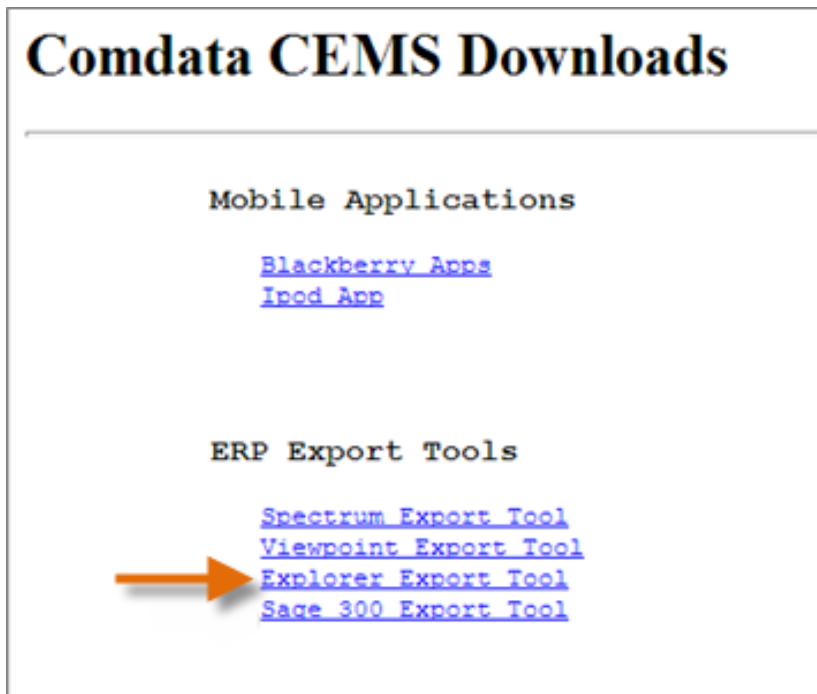 Comdata CEMS Downloads
Mobile Applications
Blackberry Apps
Ipod App
ERP Export Tools
Spectrum Export Tool
Viewpoint Export Tool
Explorer Export Tool
Sage 300 Export Tool